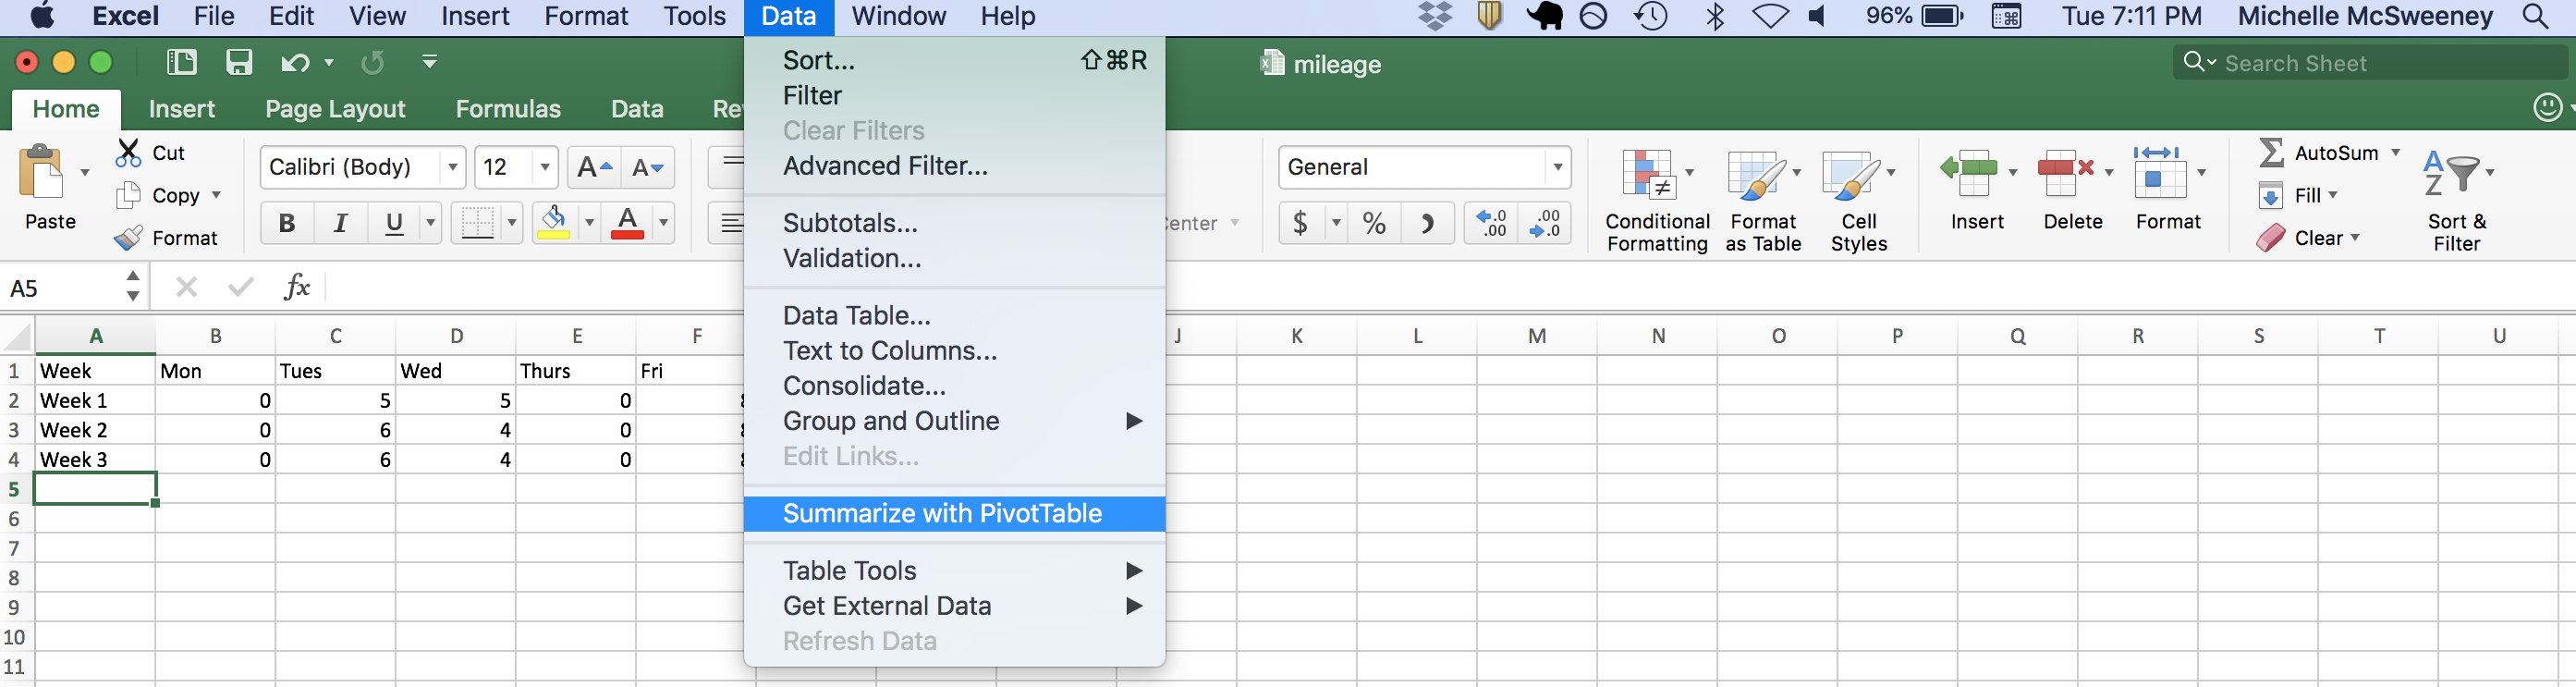 Excel File Edit View Insert Format Tools Data Window Help 96% Tue 7:11 PM Michelle McSweeney
mileage Search Sheet
Home Insert Page Layout Formulas Data Re
Paste
Cut
Copy
Format
Calibri (Body) 12 A A
B I U A
enter
General
$ % .0 .00 .00 .0
Conditional Formatting
Format as Table
Cell Styles
Insert
Delete
Format
AutoSum
Fill
Clear
A Z
Sort & Filter
Sort... ⇧⌘R
Filter
Clear Filters
Advanced Filter...
Subtotals...
Validation...
Data Table...
Text to Columns...
Consolidate...
Group and Outline
Edit Links...
Summarize with PivotTable
Table Tools
Get External Data
Refresh Data
A5 fx
A B C D E F J K L M N O P Q R S T U
1 Week Mon Tues Wed Thurs Fri
2 Week 1 0 5 5 0
3 Week 2 0 6 4 0
4 Week 3 0 6 4 0
5
6
7
8
9
10
11